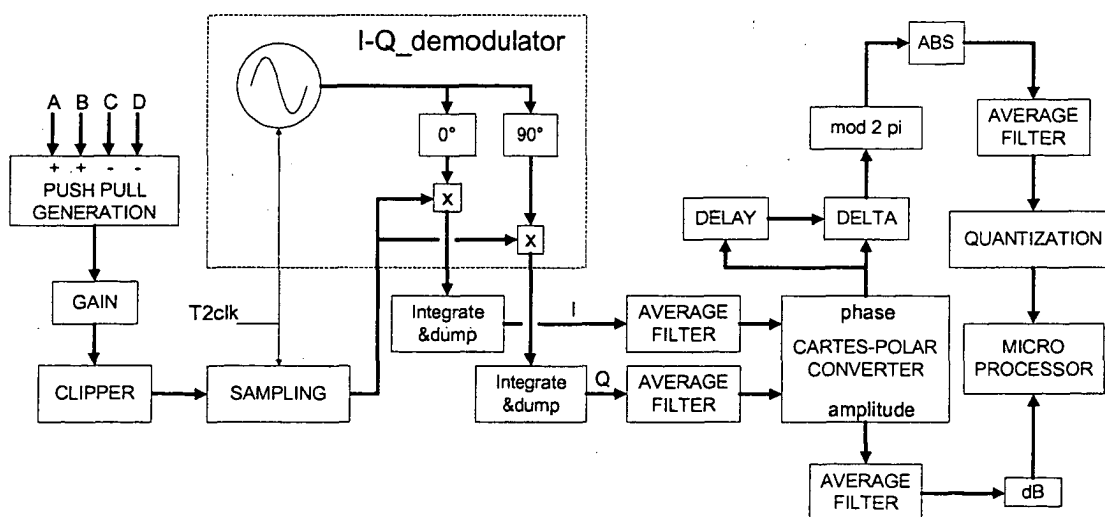 I-Q_demodulator
ABS
A B C D
0°
90°
mod 2 pi
AVERAGE
FILTER
+ + - -
PUSH PULL
GENERATION
X
X
DELAY
DELTA
QUANTIZATION
GAIN
T2clk
Integrate
&dump
I
AVERAGE
FILTER
phase
CARTES-POLAR
CONVERTER
amplitude
MICRO
PROCESSOR
CLIPPER
SAMPLING
Integrate
&dump
Q
AVERAGE
FILTER
AVERAGE
FILTER
dB